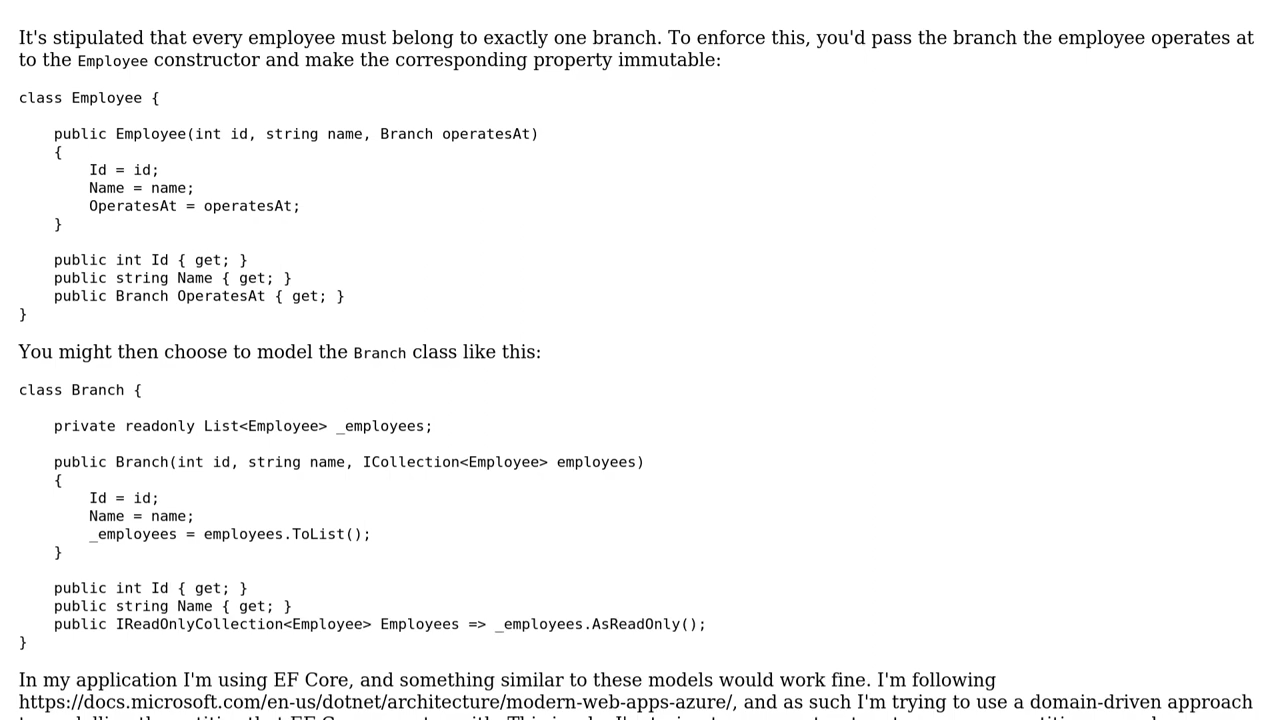 It's stipulated that every employee must belong to exactly one branch. To enforce this, you'd pass the branch the employee operates at
to the Employee constructor and make the corresponding property immutable:
class Employee {
    public Employee(int id, string name, Branch operatesAt)
    {
        Id = id;
        Name = name;
        OperatesAt = operatesAt;
    }
    public int Id { get; }
    public string Name { get; }
    public Branch OperatesAt { get; }
}
You might then choose to model the Branch class like this:
class Branch {
    private readonly List<Employee> _employees;
    public Branch(int id, string name, ICollection<Employee> employees)
    {
        Id = id;
        Name = name;
        _employees = employees.ToList();
    }
    public int Id { get; }
    public string Name { get; }
    public IReadOnlyCollection<Employee> Employees => _employees.AsReadOnly();
}
In my application I'm using EF Core, and something similar to these models would work fine. I'm following
https://docs.microsoft.com/en-us/dotnet/architecture/modern-web-apps-azure/, and as such I'm trying to use a domain-driven approach